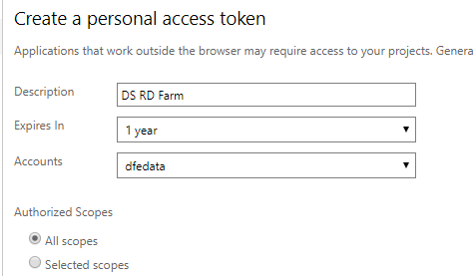 Create a personal access token
Applications that work outside the browser may require access to your projects. Genera
Description
DS RD Farm
Expires In
1 year
Accounts
dfedata
Authorized Scopes
All scopes
Selected scopes